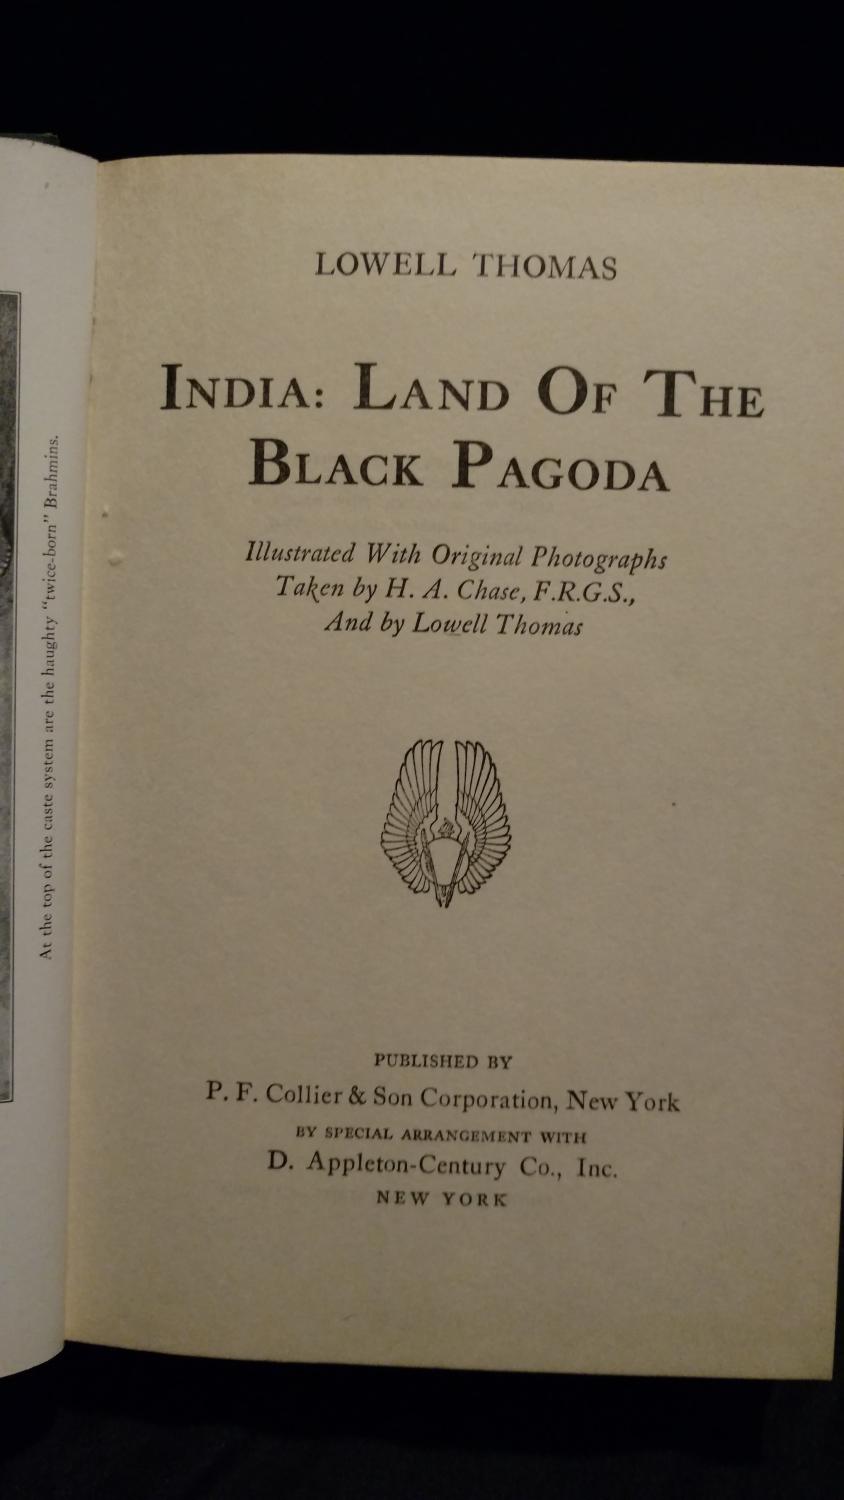 At the top of the caste system are the haughty "twice-born" Brahmins.
LOWELL THOMAS
INDIA: LAND OF THE
BLACK PAGODA
Illustrated With Original Photographs
Taken by H. A. Chase, F.R.G.S.,
And by Lowell Thomas
PUBLISHED BY
P. F. Collier & Son Corporation, New York
BY SPECIAL ARRANGEMENT WITH
D. Appleton-Century Co., Inc.
NEW YORK